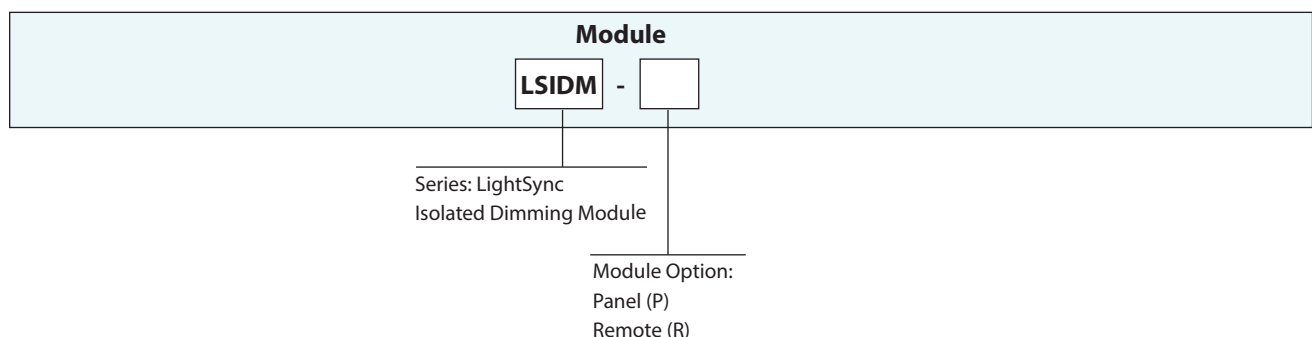 Module
LSIDM -
Series: LightSync
Isolated Dimming Module
Module Option:
Panel (P)
Remote (R)